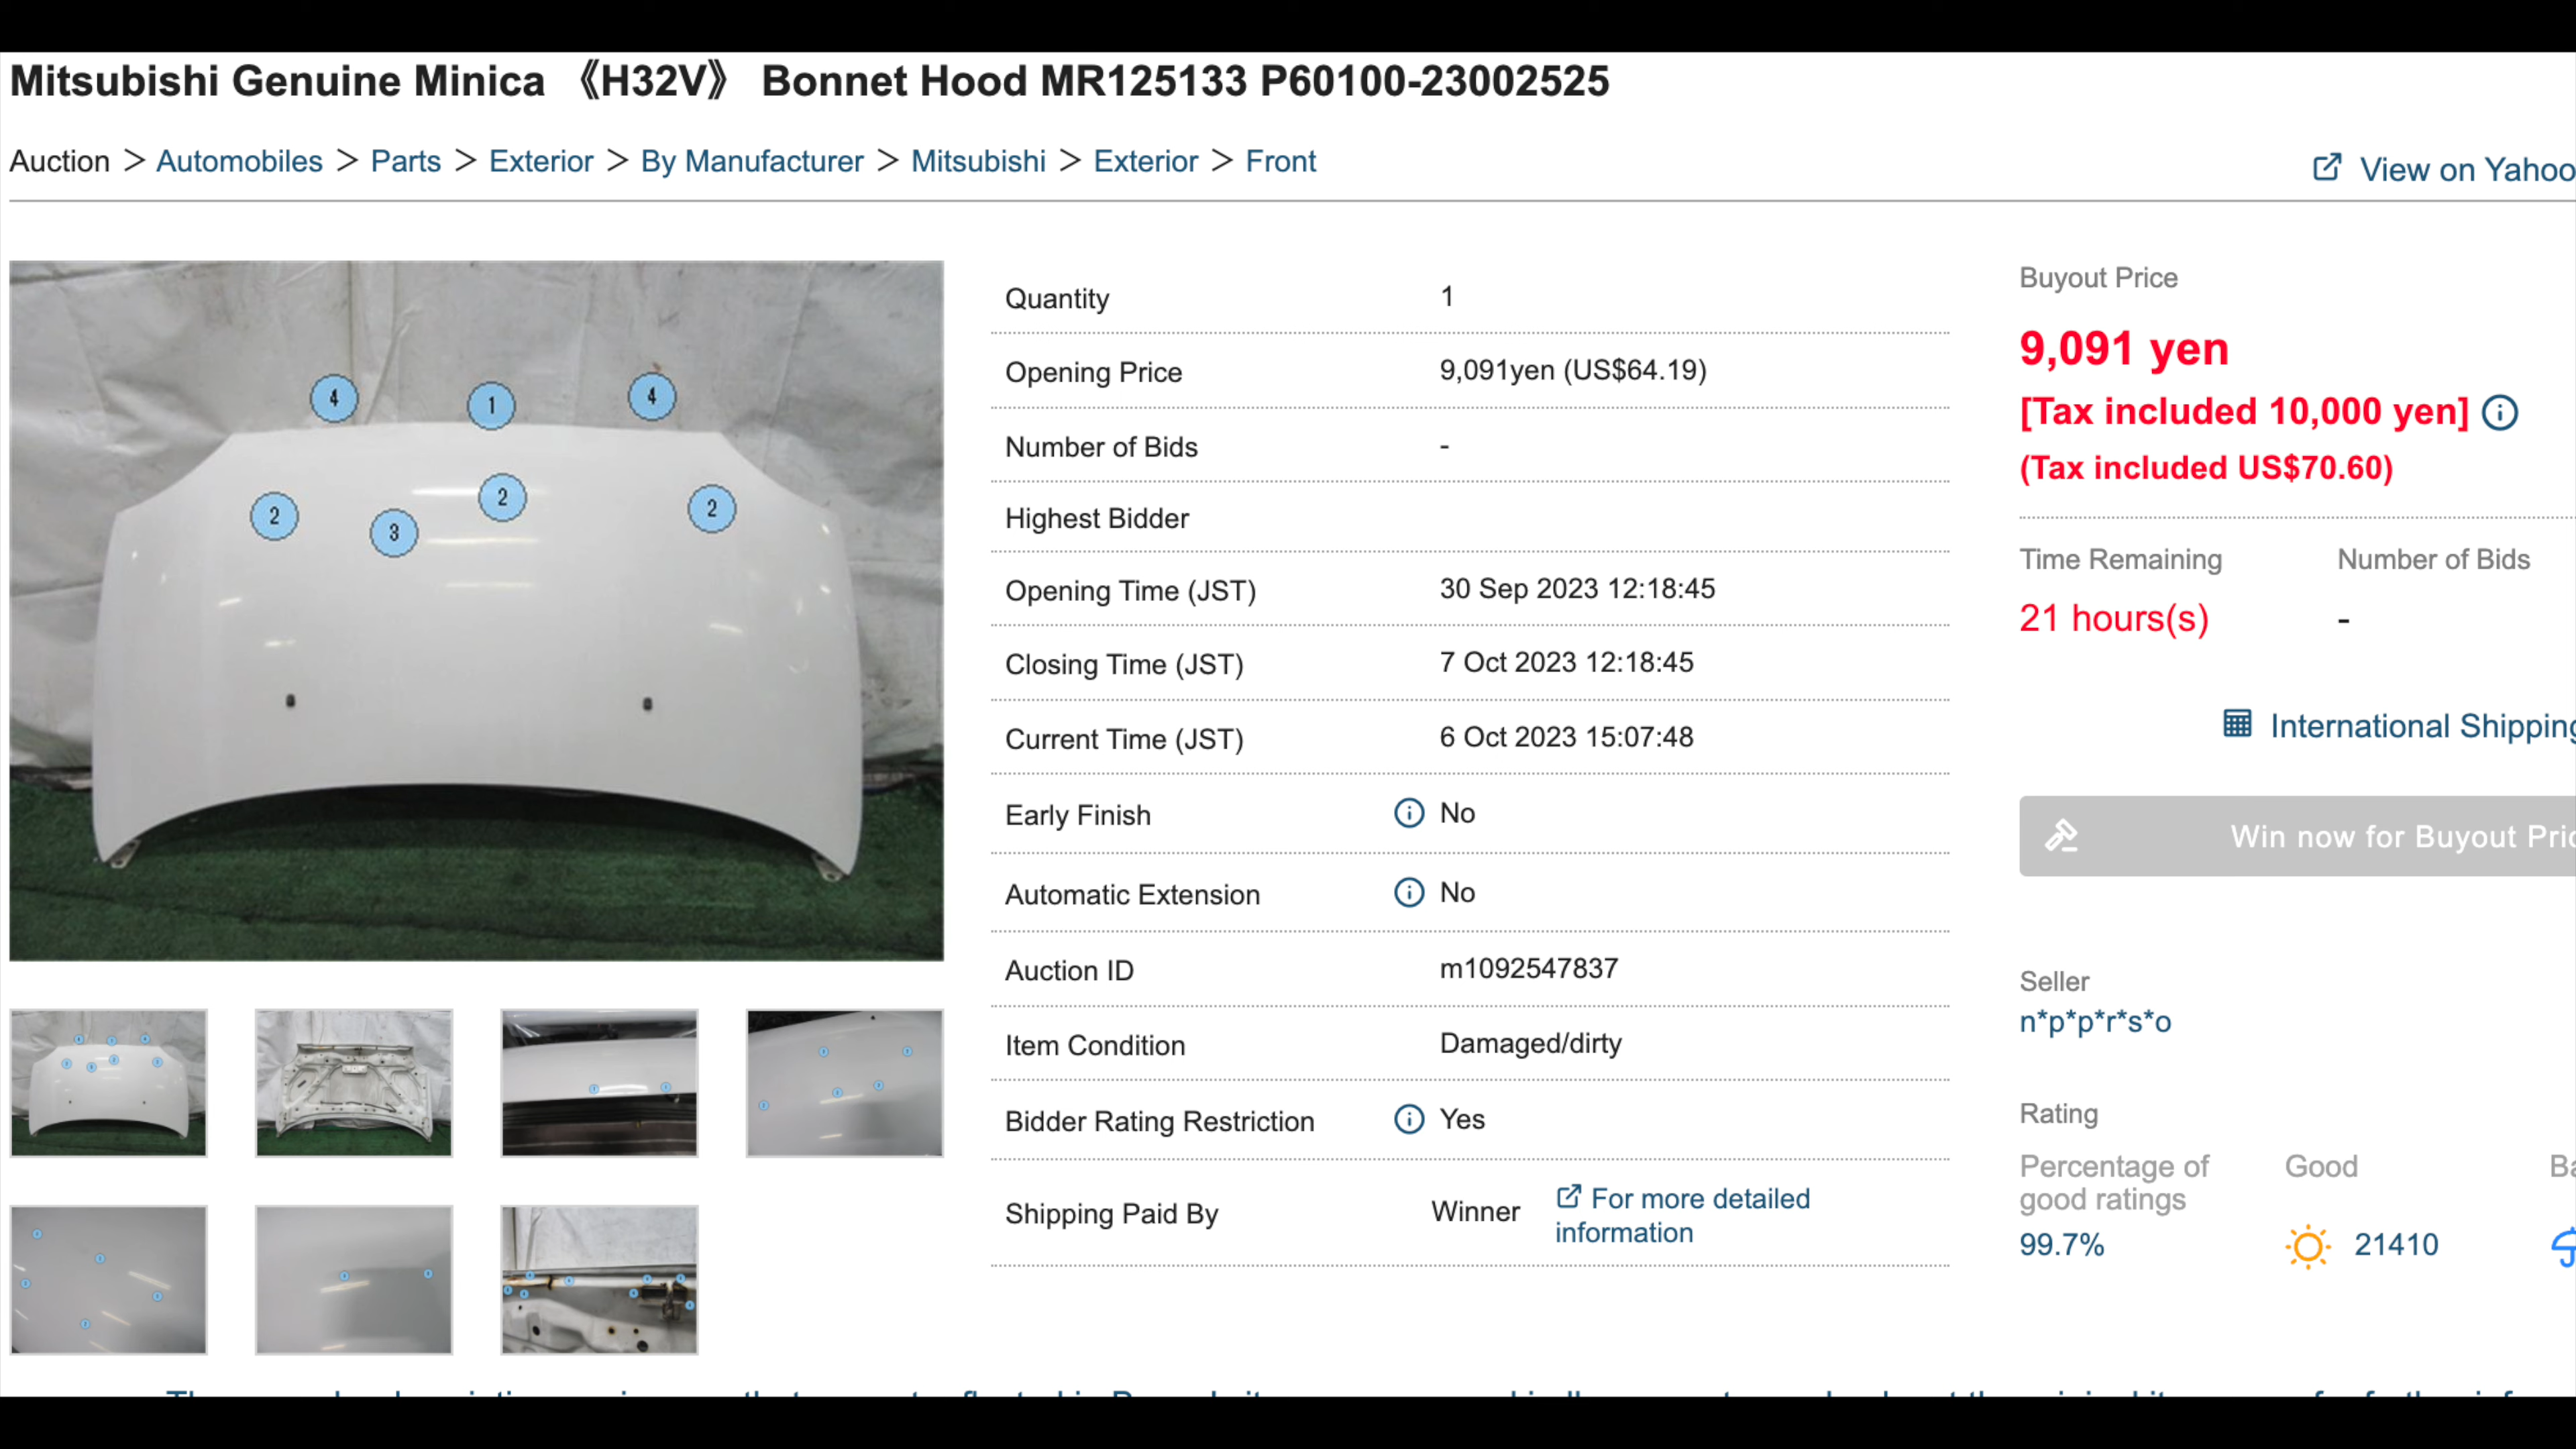 Mitsubishi Genuine Minica 《H32V》 Bonnet Hood MR125133 P60100-23002525
Auction > Automobiles > Parts > Exterior > By Manufacturer > Mitsubishi > Exterior > Front
View on Yahoo
4 1 4
2 3 2 2
Quantity 1
Opening Price 9,091yen (US$64.19)
Number of Bids -
Highest Bidder
Opening Time (JST) 30 Sep 2023 12:18:45
Closing Time (JST) 7 Oct 2023 12:18:45
Current Time (JST) 6 Oct 2023 15:07:48
Early Finish No
Automatic Extension No
Auction ID m1092547837
Item Condition Damaged/dirty
Bidder Rating Restriction Yes
Shipping Paid By Winner For more detailed
information
Buyout Price
9,091 yen
[Tax included 10,000 yen]
(Tax included US$70.60)
Time Remaining Number of Bids
21 hours(s) -
International Shipping
Win now for Buyout Pric
Seller
n*p*p*r*s*o
Rating
Percentage of Good Ba
good ratings
99.7% 21410